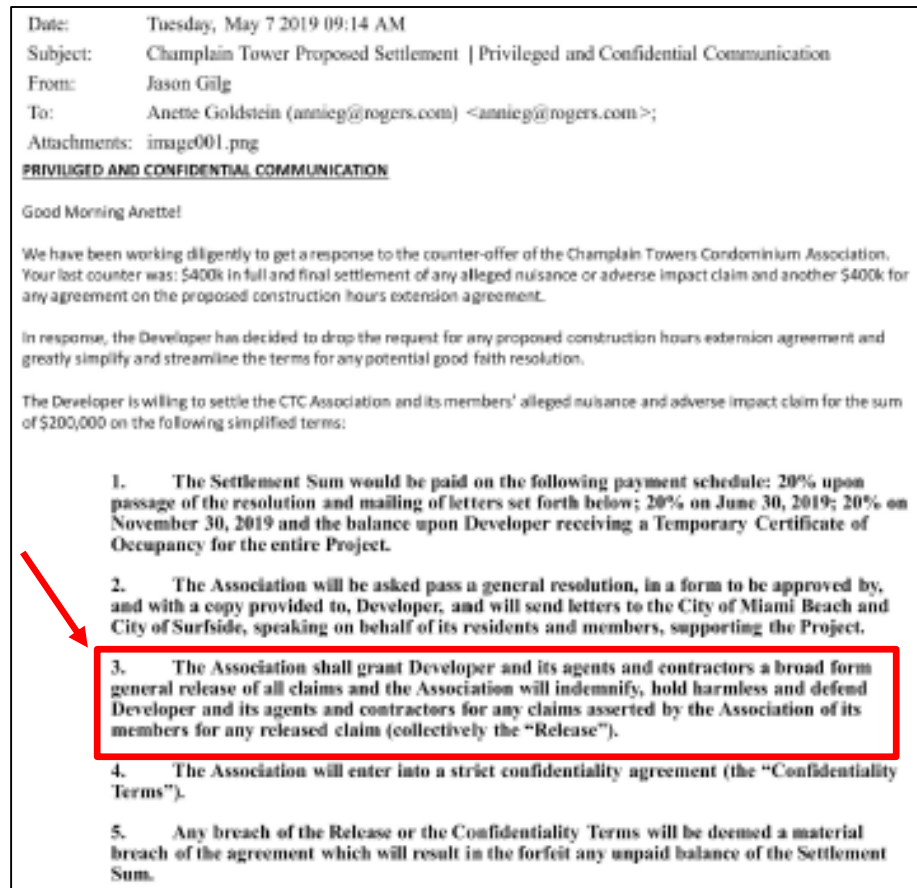 Date: Tuesday, May 7 2019 09:14 AM
Subject: Champlain Tower Proposed Settlement | Privileged and Confidential Communication
From: Jason Gilg
To: Anette Goldstein (annieg@rogers.com) <annieg@rogers.com>;
Attachments: image001.png
PRIVILIGED AND CONFIDENTIAL COMMUNICATION
Good Morning Anette!
We have been working diligently to get a response to the counter-offer of the Champlain Towers Condominium Association.
Your last counter was: $400k in full and final settlement of any alleged nuisance or adverse impact claim and another $400k for
any agreement on the proposed construction hours extension agreement.
In response, the Developer has decided to drop the request for any proposed construction hours extension agreement and
greatly simplify and streamline the terms for any potential good faith resolution.
The Developer is willing to settle the CTC Association and its members' alleged nuisance and adverse impact claim for the sum
of $200,000 on the following simplified terms:
1. The Settlement Sum would be paid on the following payment schedule: 20% upon
passage of the resolution and mailing of letters set forth below; 20% on June 30, 2019; 20% on
November 30, 2019 and the balance upon Developer receiving a Temporary Certificate of
Occupancy for the entire Project.
2. The Association will be asked pass a general resolution, in a form to be approved by,
and with a copy provided to, Developer, and will send letters to the City of Miami Beach and
City of Surfside, speaking on behalf of its residents and members, supporting the Project.
3. The Association shall grant Developer and its agents and contractors a broad form
general release of all claims and the Association will indemnify, hold harmless and defend
Developer and its agents and contractors for any claims asserted by the Association of its
members for any released claim (collectively the "Release").
4. The Association will enter into a strict confidentiality agreement (the "Confidentiality
Terms").
5. Any breach of the Release or the Confidentiality Terms will be deemed a material
breach of the agreement which will result in the forfeit any unpaid balance of the Settlement
Sum.